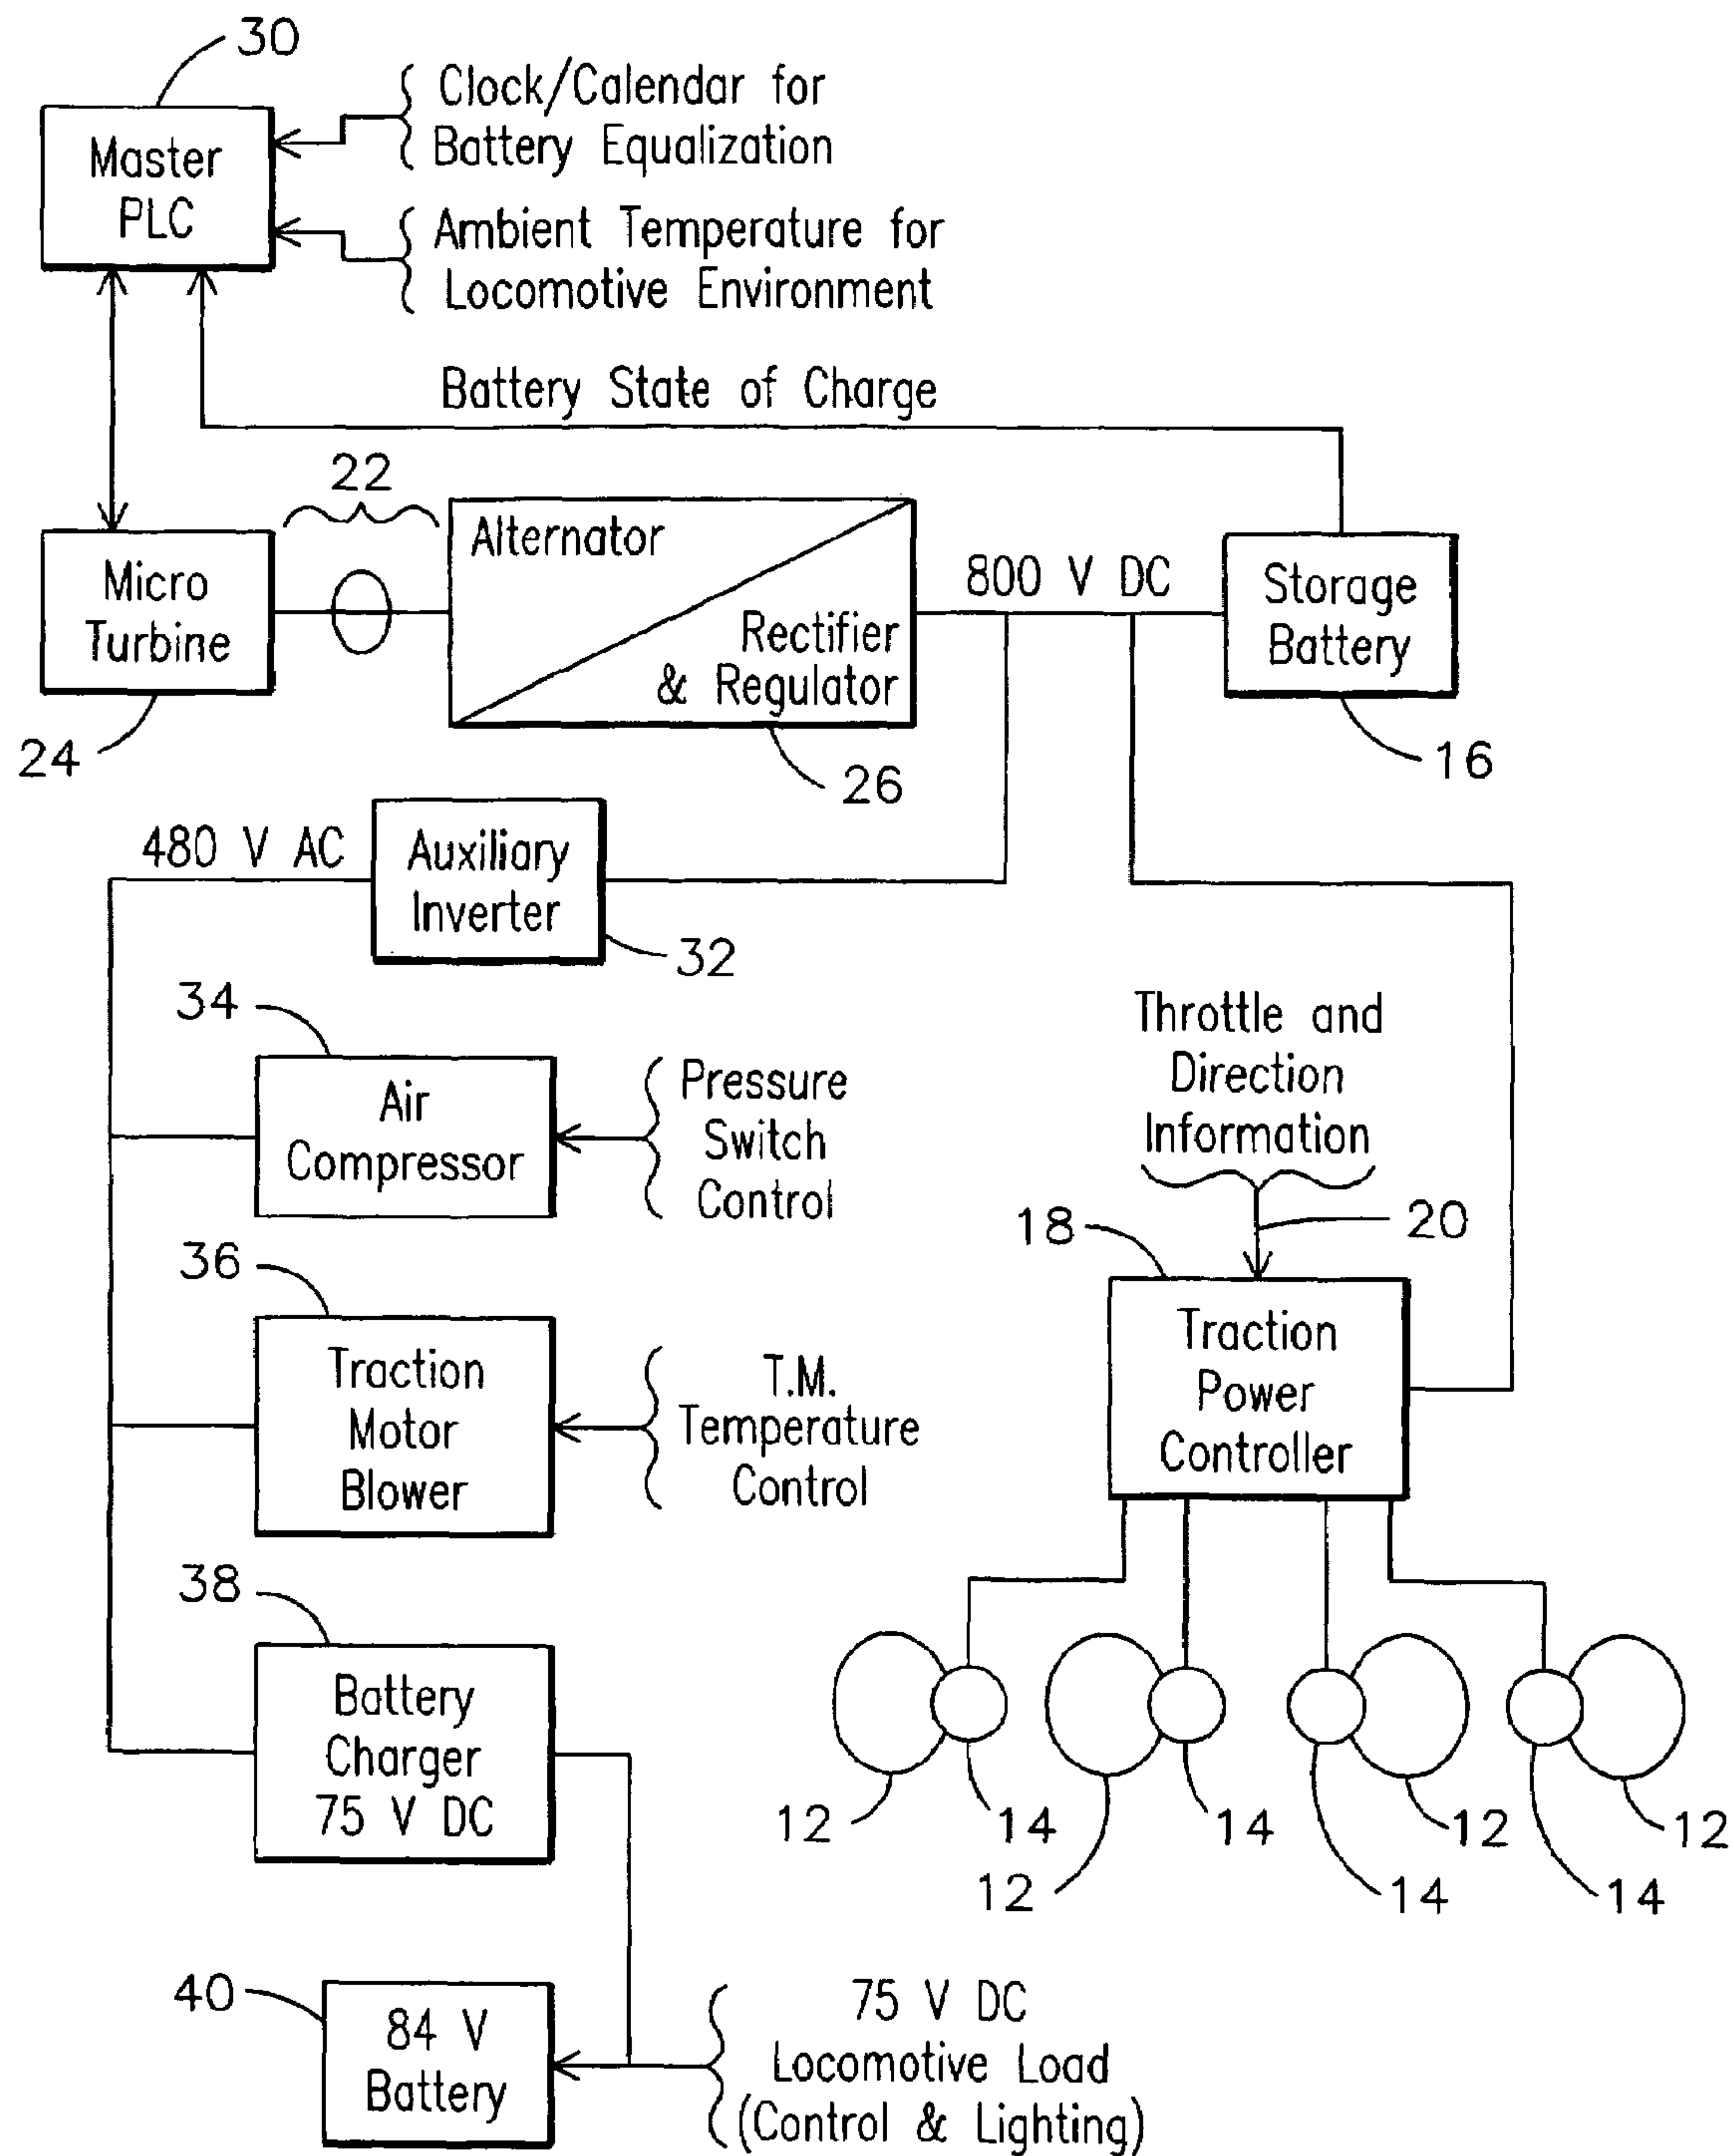 30
Clock/Calendar for
Battery Equalization
Master
PLC
Ambient Temperature for
Locomotive Environment
Battery State of Charge
22
Micro
Turbine
24
Alternator
Rectifier
& Regulator
26
800 V DC
Storage
Battery
16
480 V AC
Auxiliary
Inverter
32
34
Air
Compressor
Pressure
Switch
Control
Throttle and
Direction
Information
20
18
Traction
Power
Controller
36
Traction
Motor
Blower
T.M.
Temperature
Control
38
Battery
Charger
75 V DC
12
14
12
14
14
12
14
12
40
84 V
Battery
75 V DC
Locomotive Load
(Control & Lighting)